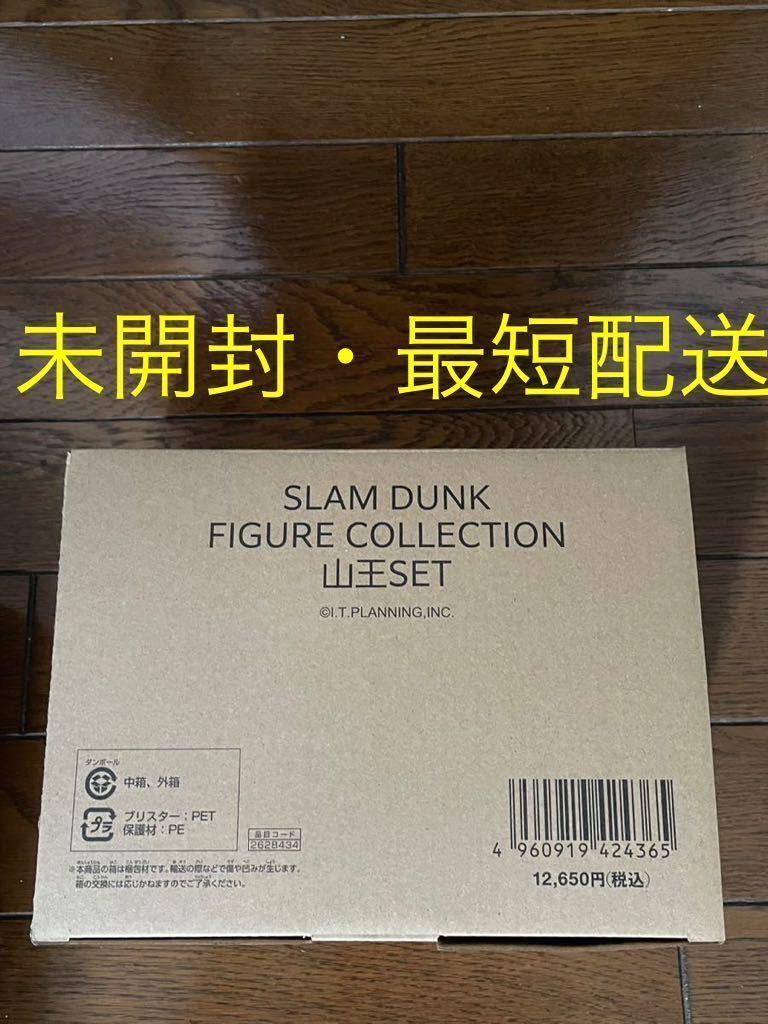 未開封・最短配送
SLAM DUNK
FIGURE COLLECTION
山王SET
©I.T.PLANNING,INC.
ダンボール
中箱、外箱
プラ
ブリスター：PET
保護材：PE
品目コード
2628434
※本商品の箱は梱包材です。輸送の際などで傷や凹みが生じます。
箱の交換には応じかねますのでご了承ください。
4 960919 424365
12,650円(税込)